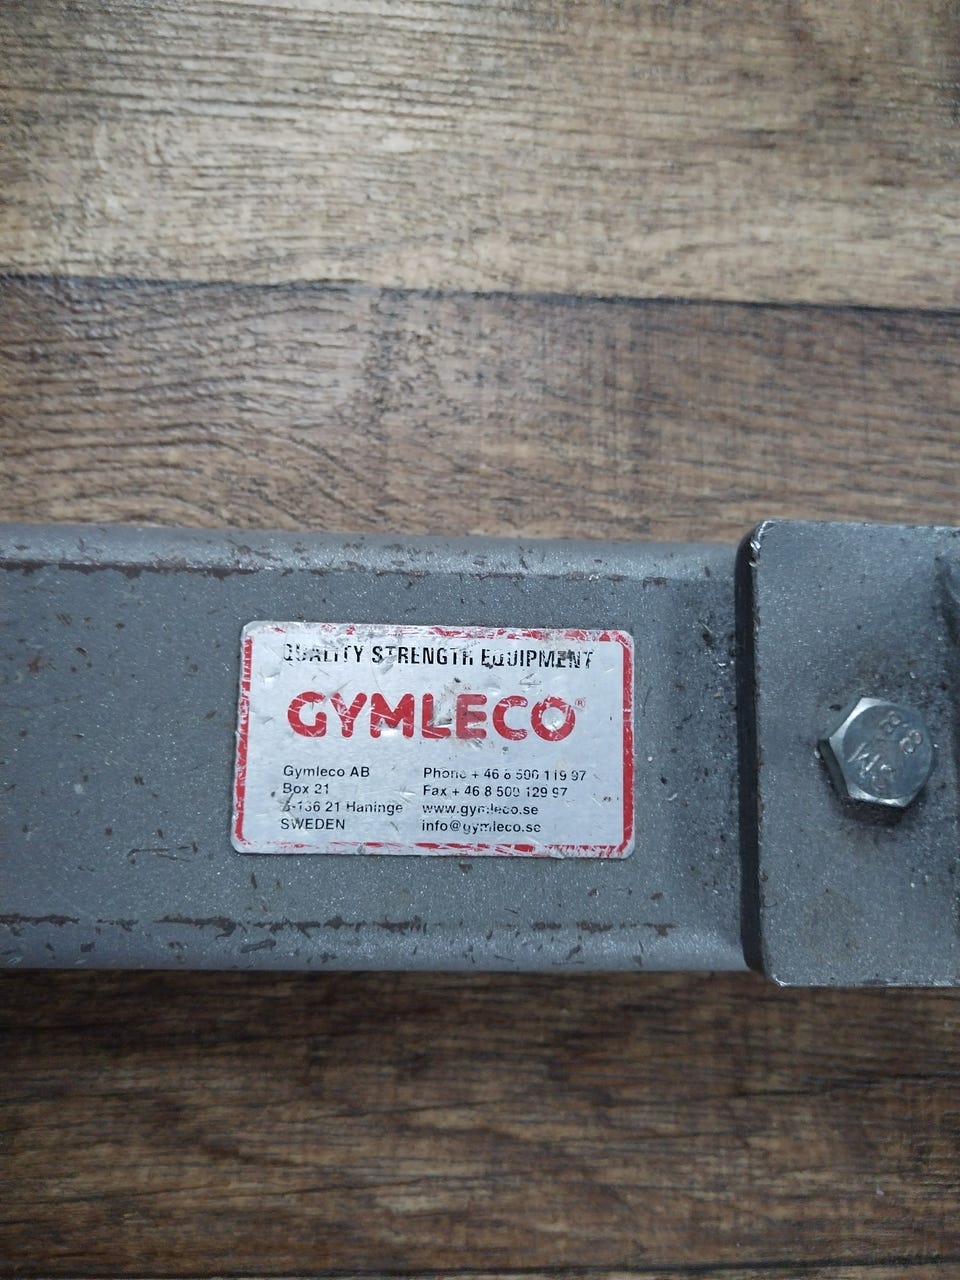 QUALITY STRENGTH EQUIPMENT
GYMLECO®
Gymleco AB
Box 21
S-136 21 Haninge
SWEDEN
Phone + 46 8 500 119 97
Fax + 46 8 500 129 97
www.gymleco.se
info@gymleco.se
8.8